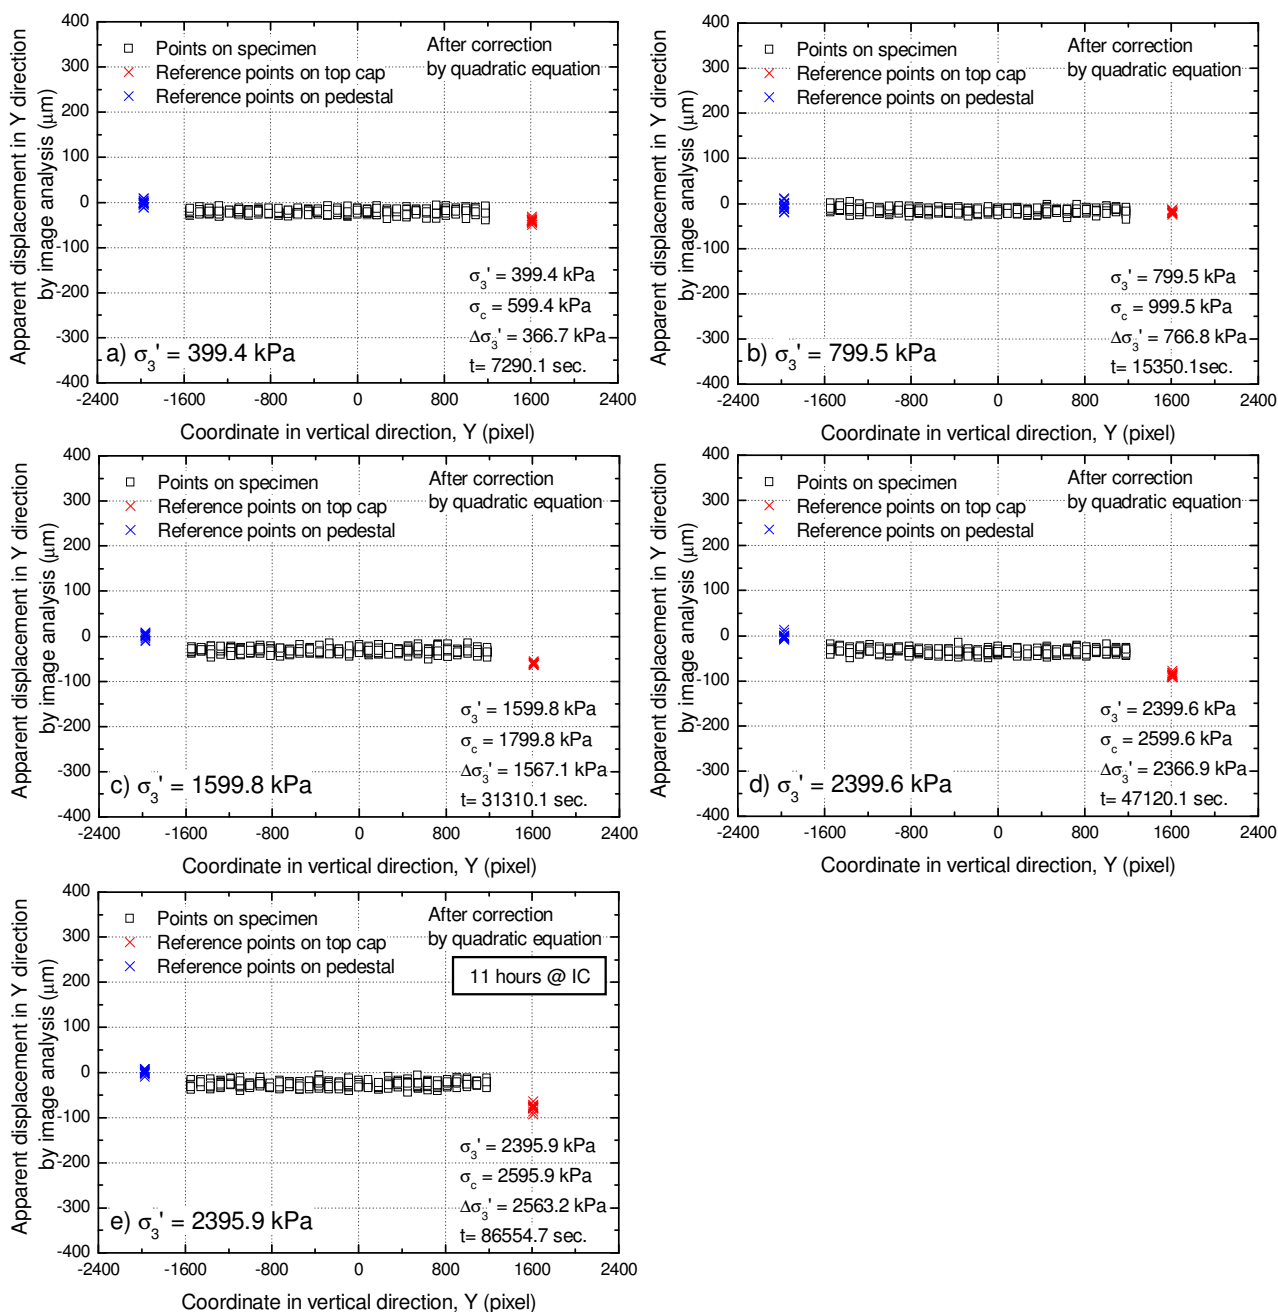 400
300
200
100
0
-100
-200
-300
-400
-2400 -1600 -800 0 800 1600 2400
Apparent displacement in Y direction
by image analysis (μm)
Points on specimen
Reference points on top cap
Reference points on pedestal
After correction
by quadratic equation
σ3' = 399.4 kPa
σc = 599.4 kPa
Δσ3' = 366.7 kPa
t= 7290.1 sec.
a) σ3' = 399.4 kPa
Coordinate in vertical direction, Y (pixel)
400
300
200
100
0
-100
-200
-300
-400
-2400 -1600 -800 0 800 1600 2400
Apparent displacement in Y direction
by image analysis (μm)
Points on specimen
Reference points on top cap
Reference points on pedestal
After correction
by quadratic equation
σ3' = 799.5 kPa
σc = 999.5 kPa
Δσ3' = 766.8 kPa
t= 15350.1sec.
b) σ3' = 799.5 kPa
Coordinate in vertical direction, Y (pixel)
400
300
200
100
0
-100
-200
-300
-400
-2400 -1600 -800 0 800 1600 2400
Apparent displacement in Y direction
by image analysis (μm)
Points on specimen
Reference points on top cap
Reference points on pedestal
After correction
by quadratic equation
σ3' = 1599.8 kPa
σc = 1799.8 kPa
Δσ3' = 1567.1 kPa
t= 31310.1 sec.
c) σ3' = 1599.8 kPa
Coordinate in vertical direction, Y (pixel)
400
300
200
100
0
-100
-200
-300
-400
-2400 -1600 -800 0 800 1600 2400
Apparent displacement in Y direction
by image analysis (μm)
Points on specimen
Reference points on top cap
Reference points on pedestal
After correction
by quadratic equation
σ3' = 2399.6 kPa
σc = 2599.6 kPa
Δσ3' = 2366.9 kPa
t= 47120.1 sec.
d) σ3' = 2399.6 kPa
Coordinate in vertical direction, Y (pixel)
400
300
200
100
0
-100
-200
-300
-400
-2400 -1600 -800 0 800 1600 2400
Apparent displacement in Y direction
by image analysis (μm)
Points on specimen
Reference points on top cap
Reference points on pedestal
After correction
by quadratic equation
11 hours @ IC
σ3' = 2395.9 kPa
σc = 2595.9 kPa
Δσ3' = 2563.2 kPa
t= 86554.7 sec.
e) σ3' = 2395.9 kPa
Coordinate in vertical direction, Y (pixel)